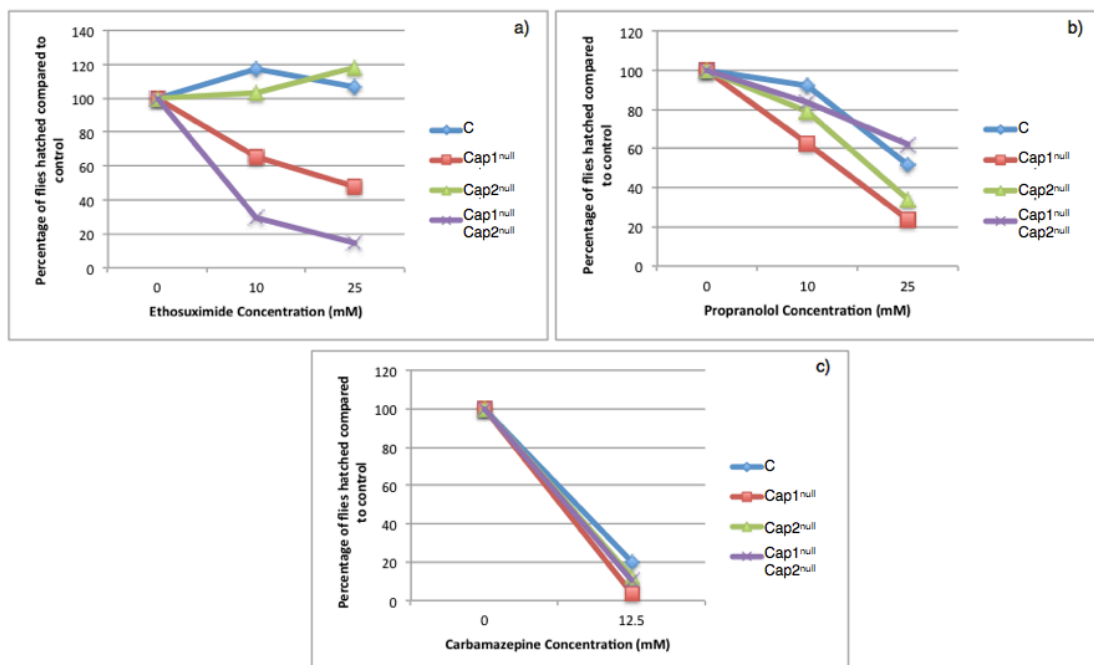 a)
Percentage of flies hatched compared to
control
140
120
100
80
60
40
20
0
0 10 25
Ethosuximide Concentration (mM)
C
Cap1null
Cap2null
Cap1null
Cap2null
b)
Percentage of flies hatched compared
to control
120
100
80
60
40
20
0
0 10 25
Propranolol Concentration (mM)
C
Cap1null
Cap2null
Cap1null
Cap2null
c)
Percentage of flies hatched compared
to control
120
100
80
60
40
20
0
0 12.5
Carbamazepine Concentration (mM)
C
Cap1null
Cap2null
Cap1null
Cap2null